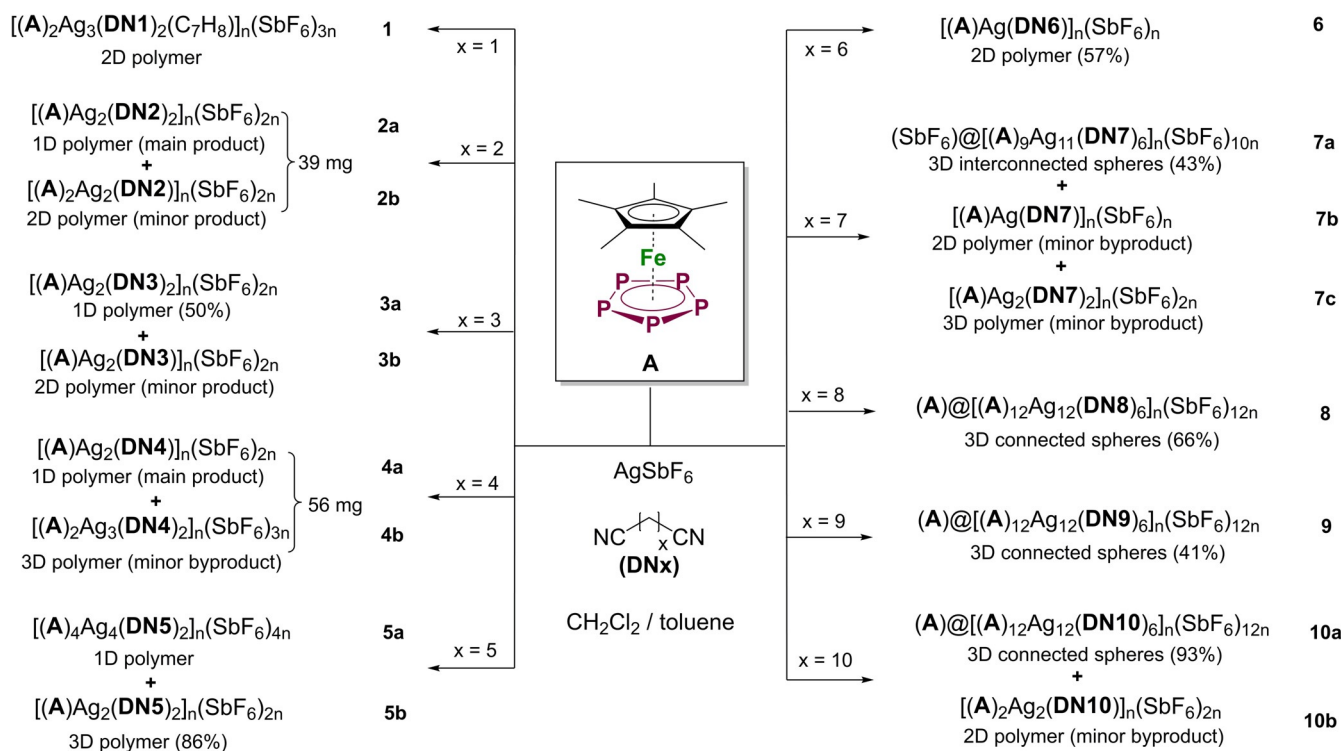 [(A)₂Ag₃(DN1)₂(C₇H₈)]ₙ(SbF₆)₃ₙ 1
2D polymer
x = 1
[(A)Ag₂(DN2)₂]ₙ(SbF₆)₂ₙ 2a
1D polymer (main product)
+
39 mg
x = 2
[(A)₂Ag₂(DN2)]ₙ(SbF₆)₂ₙ 2b
2D polymer (minor product)
[(A)Ag₂(DN3)₂]ₙ(SbF₆)₂ₙ 3a
1D polymer (50%)
x = 3
+
[(A)Ag₂(DN3)]ₙ(SbF₆)₂ₙ 3b
2D polymer (minor product)
[(A)Ag₂(DN4)]ₙ(SbF₆)₂ₙ 4a
1D polymer (main product)
x = 4
+
56 mg
[(A)₂Ag₃(DN4)₂]ₙ(SbF₆)₃ₙ 4b
3D polymer (minor byproduct)
[(A)₄Ag₄(DN5)₂]ₙ(SbF₆)₄ₙ 5a
1D polymer
x = 5
+
[(A)Ag₂(DN5)₂]ₙ(SbF₆)₂ₙ 5b
3D polymer (86%)
Fe
P P
P P
P
A
AgSbF₆
NC CN
x
(DNx)
CH₂Cl₂ / toluene
[(A)Ag(DN6)]ₙ(SbF₆)ₙ 6
x = 6
2D polymer (57%)
(SbF₆)@[(A)₉Ag₁₁(DN7)₆]ₙ(SbF₆)₁₀ₙ 7a
3D interconnected spheres (43%)
+
x = 7
[(A)Ag(DN7)]ₙ(SbF₆)ₙ 7b
2D polymer (minor byproduct)
+
[(A)Ag₂(DN7)₂]ₙ(SbF₆)₂ₙ 7c
3D polymer (minor byproduct)
x = 8
(A)@[(A)₁₂Ag₁₂(DN8)₆]ₙ(SbF₆)₁₂ₙ 8
3D connected spheres (66%)
x = 9
(A)@[(A)₁₂Ag₁₂(DN9)₆]ₙ(SbF₆)₁₂ₙ 9
3D connected spheres (41%)
(A)@[(A)₁₂Ag₁₂(DN10)₆]ₙ(SbF₆)₁₂ₙ 10a
3D connected spheres (93%)
x = 10
+
[(A)₂Ag₂(DN10)]ₙ(SbF₆)₂ₙ 10b
2D polymer (minor byproduct)